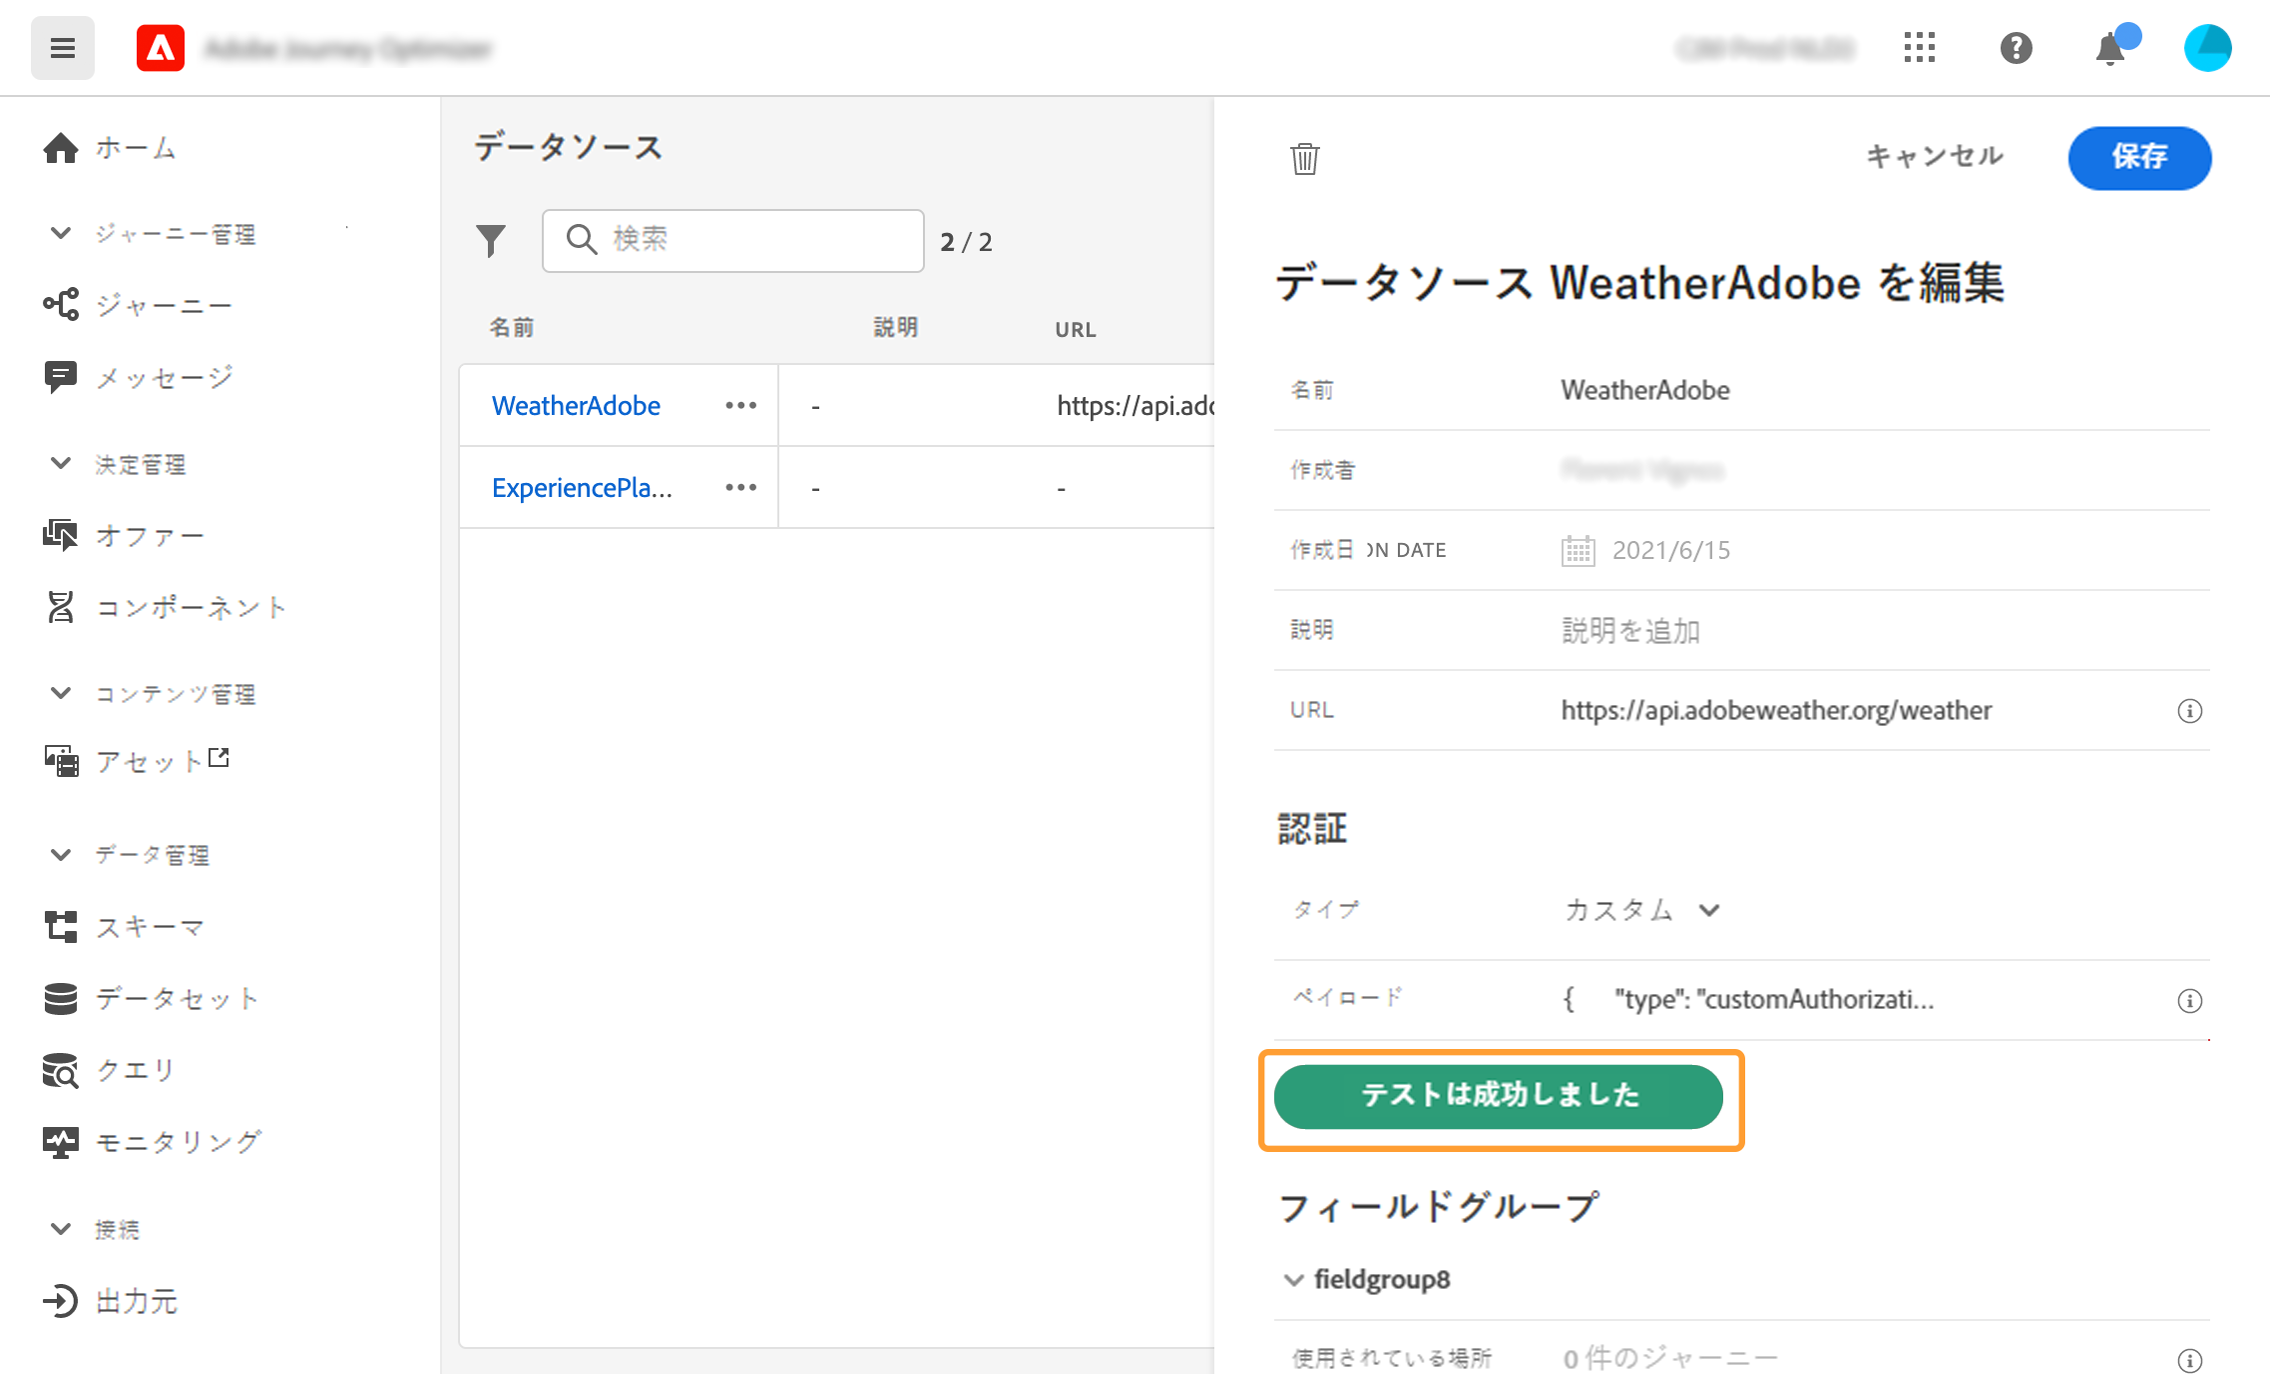 ホーム
ジャーニー管理
ジャーニー
メッセージ
決定管理
オファー
コンポーネント
コンテンツ管理
アセット
データ管理
スキーマ
データセット
クエリ
モニタリング
接続
出力元
データソース
検索
2 / 2
名前 説明 URL
WeatherAdobe ••• - https://api.adc
ExperiencePla... ••• - -
キャンセル 保存
データソース WeatherAdobe を編集
名前 WeatherAdobe
作成者
作成日 ON DATE 2021/6/15
説明 説明を追加
URL https://api.adobeweather.org/weather
認証
タイプ カスタム
ペイロード { "type": "customAuthorizati...
テストは成功しました
フィールドグループ
fieldgroup8
使用されている場所 0 件のジャーニー